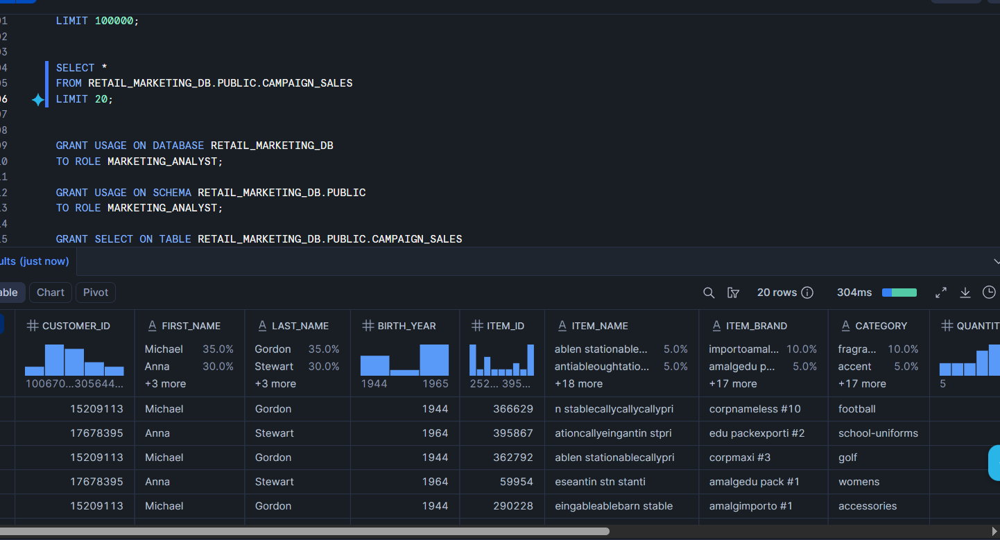 LIMIT 100000;
SELECT *
FROM RETAIL_MARKETING_DB.PUBLIC.CAMPAIGN_SALES
LIMIT 20;
GRANT USAGE ON DATABASE RETAIL_MARKETING_DB
TO ROLE MARKETING_ANALYST;
GRANT USAGE ON SCHEMA RETAIL_MARKETING_DB.PUBLIC
TO ROLE MARKETING_ANALYST;
GRANT SELECT ON TABLE RETAIL_MARKETING_DB.PUBLIC.CAMPAIGN_SALES
ults (just now)
able Chart Pivot 20 rows 304ms
CUSTOMER_ID FIRST_NAME LAST_NAME BIRTH_YEAR ITEM_ID ITEM_NAME ITEM_BRAND CATEGORY QUANTIT
Michael 35.0% Gordon 35.0% ablen stationable... 5.0% importoamal... 10.0% fragra... 10.0%
Anna 30.0% Stewart 30.0% antiableoughtatio... 5.0% amalgedu p... 5.0% accent 5.0%
100670...305644... +3 more +3 more 1944 1965 252... 395... +18 more +17 more +17 more 5
15209113 Michael Gordon 1944 366629 n stablecallycallycallypri corpnameless #10 football
17678395 Anna Stewart 1964 395867 ationcallyeingantin stpri edu packexporti #2 school-uniforms
15209113 Michael Gordon 1944 362792 ablen stationablecallypri corpmaxi #3 golf
17678395 Anna Stewart 1964 59954 eseantin stn stanti amalgedu pack #1 womens
15209113 Michael Gordon 1944 290228 eingableablebarn stable amalgimporto #1 accessories